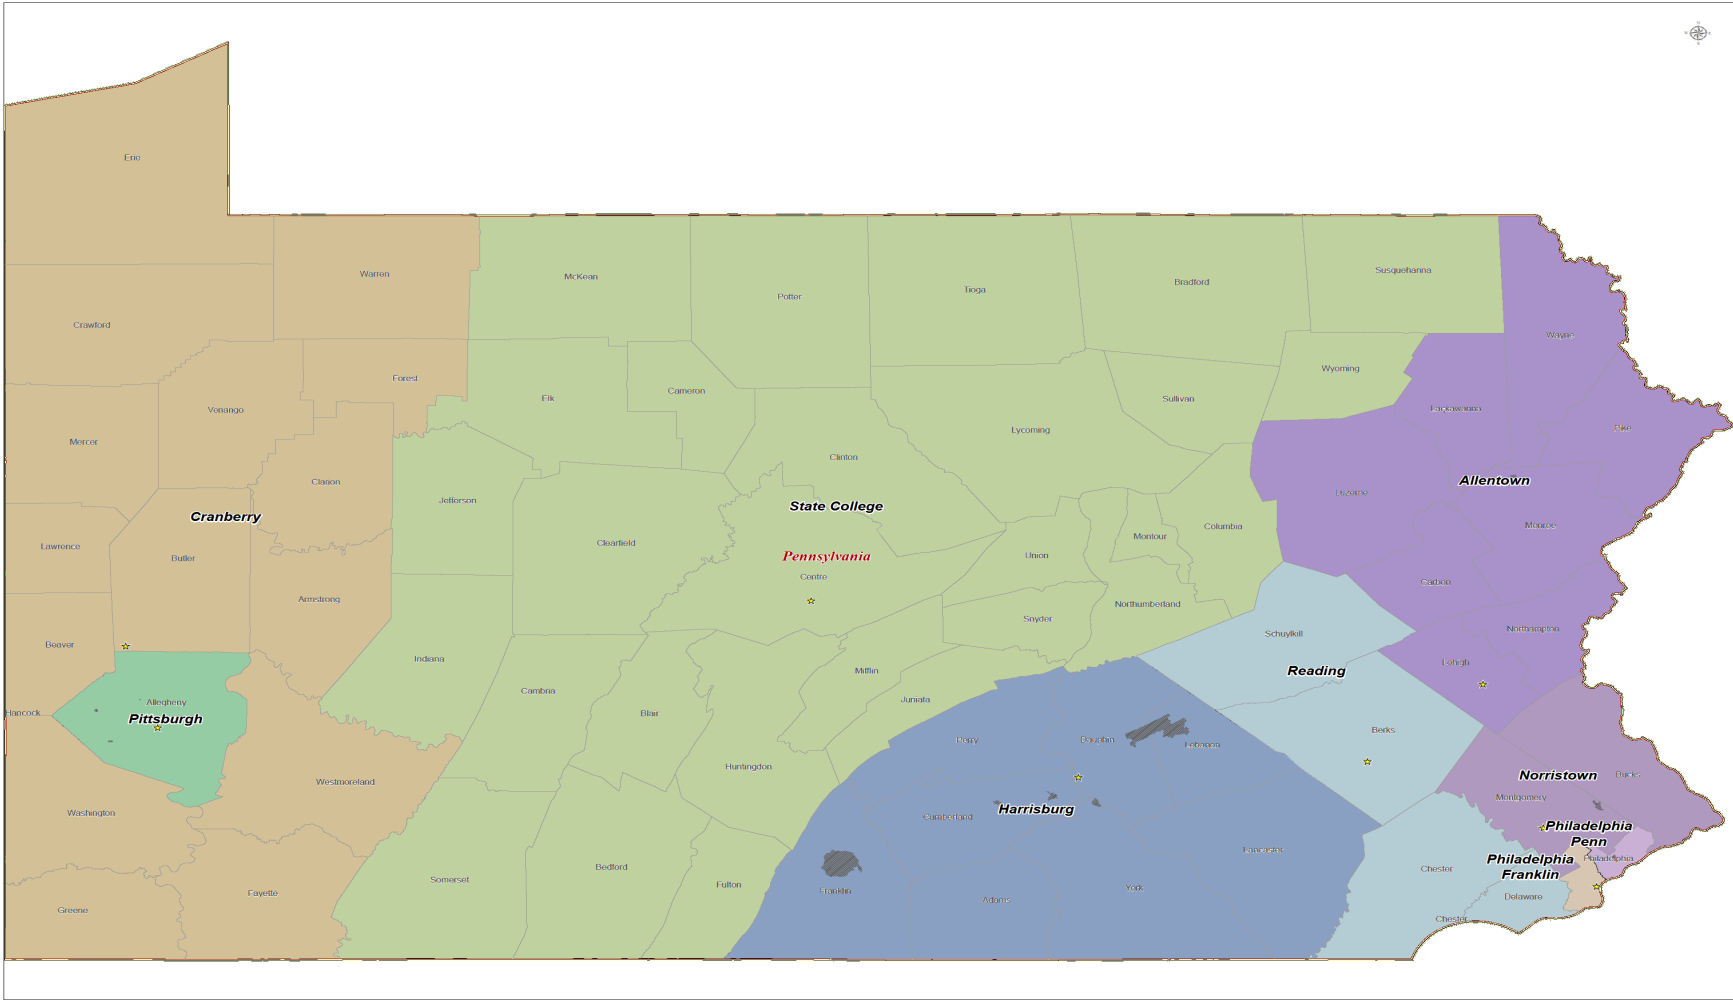 N
Erie
Warren
McKean
Potter
Tioga
Bradford
Susquehanna
Crawford
Wayne
Forest
Elk
Cameron
Wyoming
Sullivan
Lackawanna
Venango
Mercer
Lycoming
Pike
Clinton
Clarion
Jefferson
Allentown
Luzerne
State College
Cranberry
Columbia
Monroe
Lawrence
Butler
Clearfield
Pennsylvania
Union
Montour
Centre
Carbon
Armstrong
Northumberland
Snyder
Northampton
Schuylkill
Beaver
Indiana
Lehigh
Reading
Mifflin
Cambria
Juniata
Allegheny
Hancock
Pittsburgh
Blair
Berks
Perry
Dauphin
Lebanon
Huntingdon
Norristown
Bucks
Westmoreland
Montgomery
Washington
Harrisburg
Cumberland
Philadelphia
Penn
Lancaster
Philadelphia
Philadelphia
Franklin
Chester
Bedford
Somerset
Fulton
Franklin
York
Fayette
Adams
Delaware
Greene
Chester